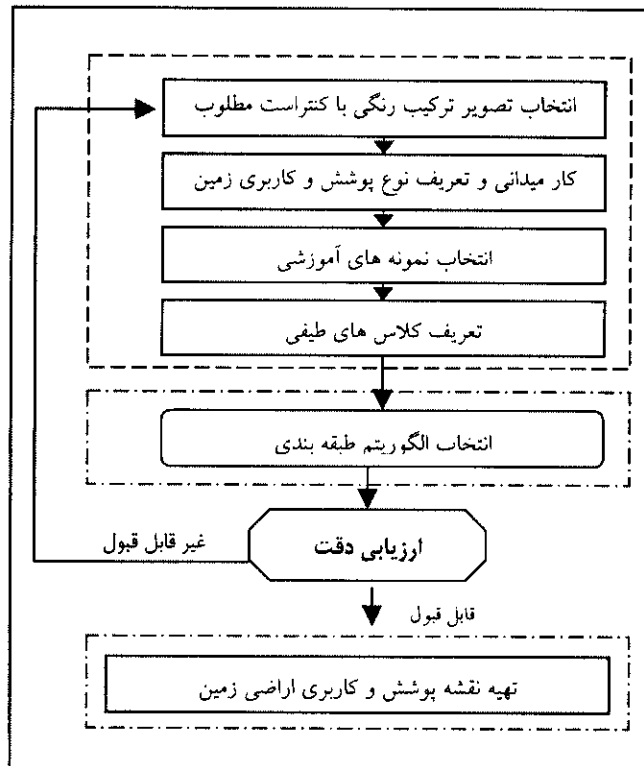 انتخاب تصویر ترکیب رنگی با کنتراست مطلوب
کار میدانی و تعریف نوع پوشش و کاربری زمین
انتخاب نمونه های آموزشی
تعریف کلاس های طیفی
انتخاب الگوریتم طبقه بندی
ارزیابی دقت
غیر قابل قبول
قابل قبول
تهیه نقشه پوشش و کاربری اراضی زمین